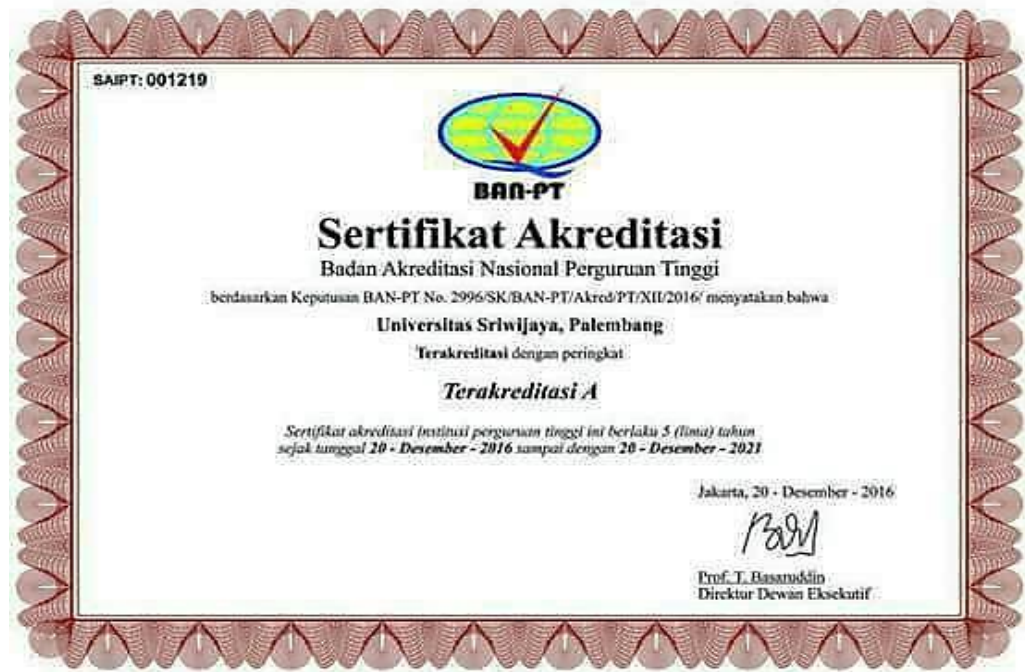 SAIPT: 001219
BAN-PT
Sertifikat Akreditasi
Badan Akreditasi Nasional Perguruan Tinggi
berdasarkan Keputusan BAN-PT No. 2996/SK/BAN-PT/Akred/PT/XII/2016/ menyatakan bahwa
Universitas Sriwijaya, Palembang
Terakreditasi dengan peringkat
Terakreditasi A
Sertifikat akreditasi institusi perguruan tinggi ini berlaku 5 (lima) tahun
sejak tanggal 20 - Desember - 2016 sampai dengan 20 - Desember - 2021
Jakarta, 20 - Desember - 2016
Prof. T. Basaruddin
Direktur Dewan Eksekutif